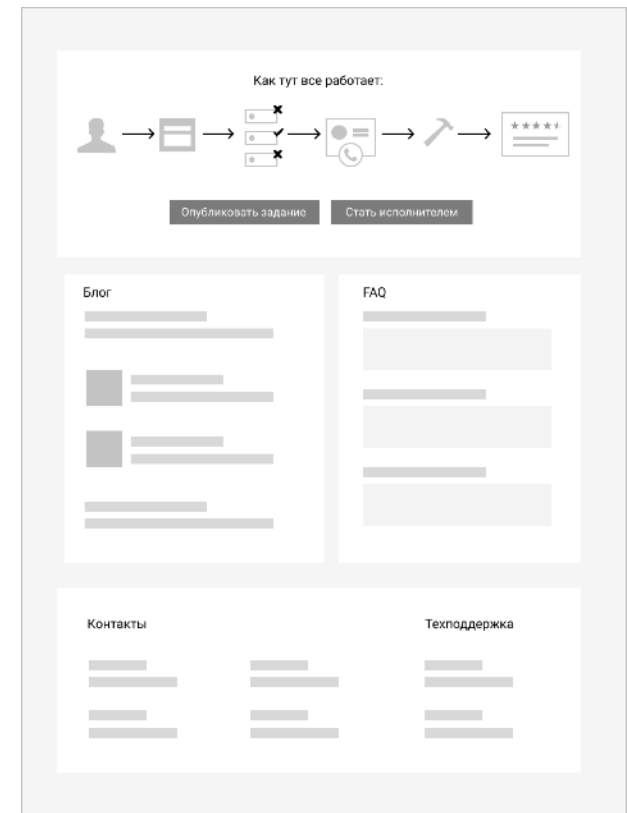 Как тут все работает:
Опубликовать задание
Стать исполнителем
Блог
FAQ
Контакты
Техподдержка